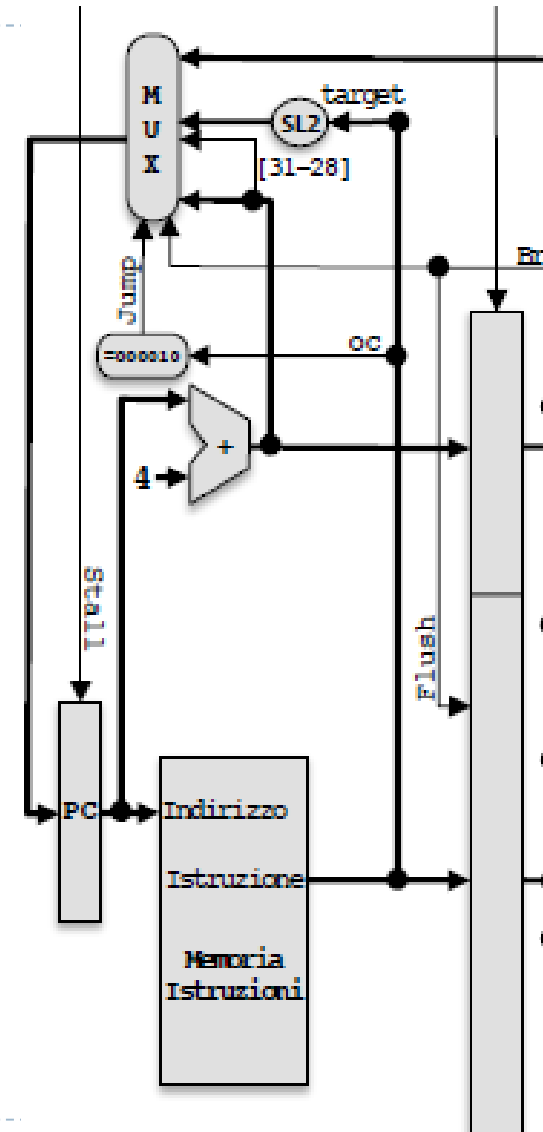 M
U
X
target
SL2
[31-28]
Br
Jump
=000010
oc
+
4
Stall
Flush
PC
Indirizzo
Istruzione
Memoria
Istruzioni